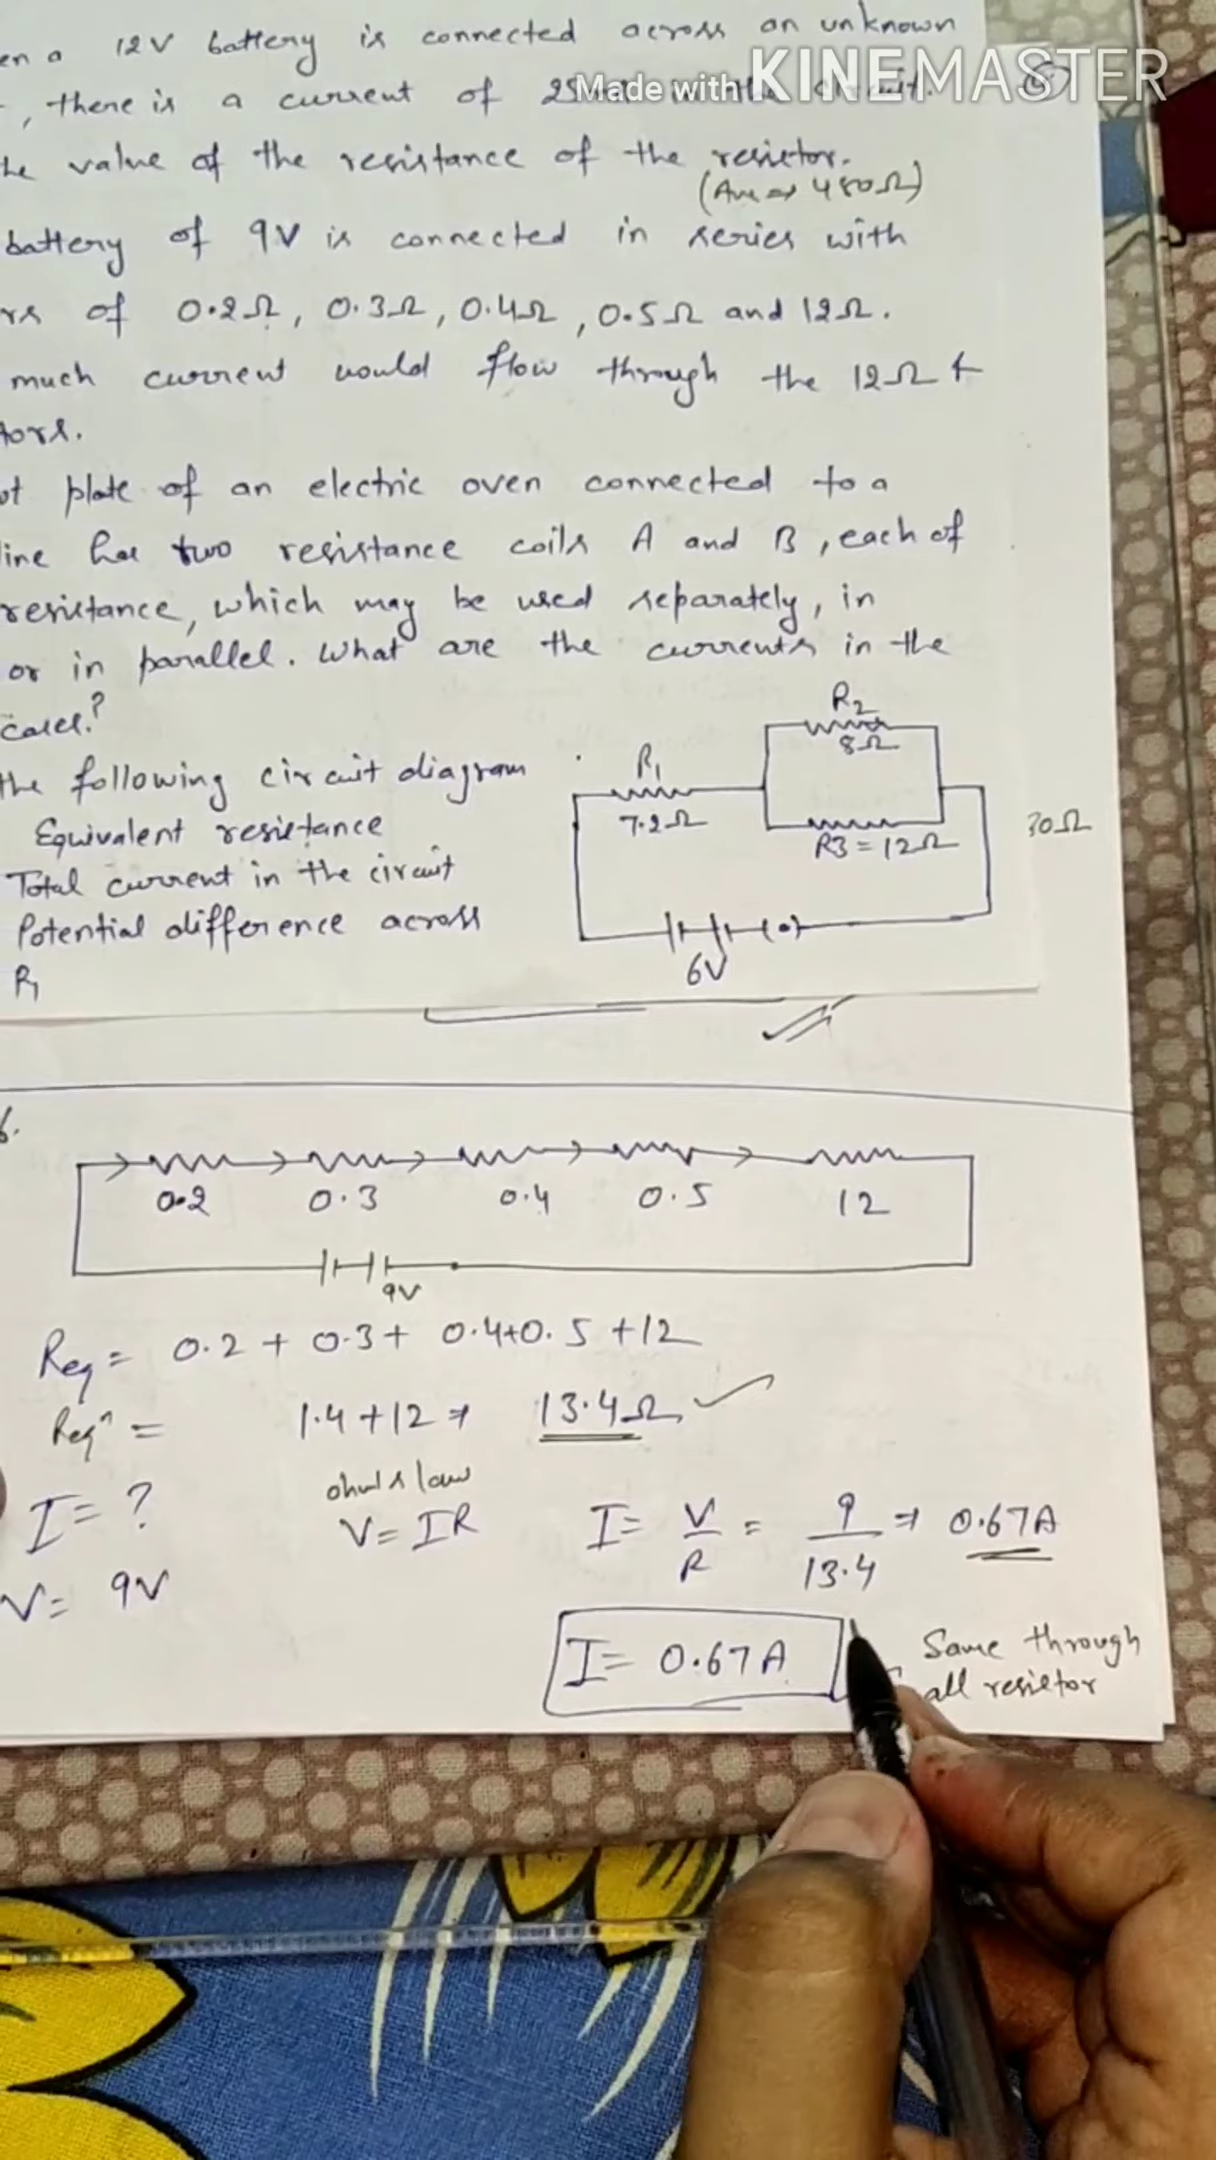 en a 12V battery is connected across an unknown
Made with KINEMASTER
, there is a current of
he value of the resistance of the resistor.
(Ans → 480Ω)
battery of 9V is connected in series with
rs of 0.2Ω, 0.3Ω, 0.4Ω, 0.5Ω and 12Ω.
much current would flow through the 12Ω
tors.
ot plate of an electric oven connected to a
line has two resistance coils A and B, each of
resistance, which may be used separately, in
or in parallel. What are the currents in the
cases?
R2
8Ω
the following circuit diagram
R1
7.2Ω
R3 = 12Ω
30Ω
Equivalent resistance
Total current in the circuit
Potential difference across
R1
6V
6.
0.2 0.3 0.4 0.5 12
9V
Req = 0.2 + 0.3 + 0.4+0.5 +12
Reqn = 1.4+12 → 13.4Ω
I = ?
ohm's law
V = IR
I = V/R = 9/13.4 → 0.67A
V = 9V
I = 0.67A
Same through
all resistor